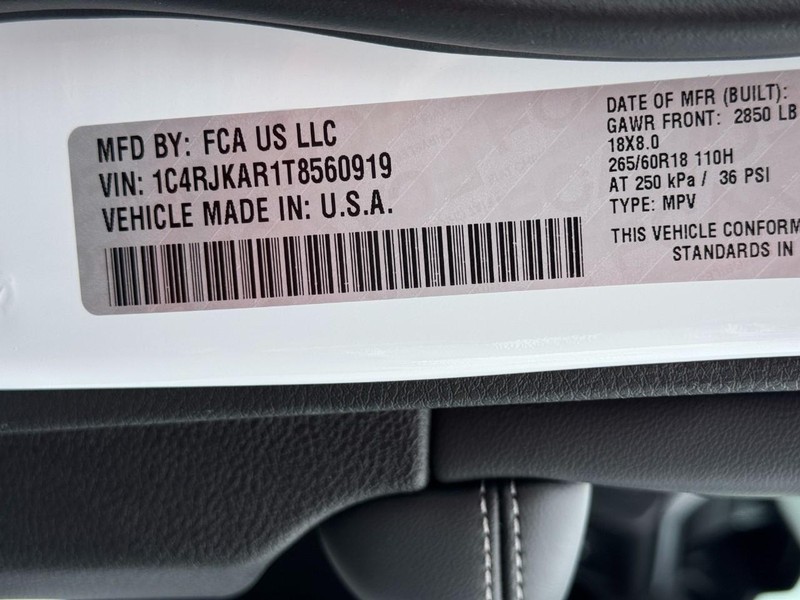 MFD BY: FCA US LLC
VIN: 1C4RJKAR1T8560919
VEHICLE MADE IN: U.S.A.
DATE OF MFR (BUILT):
GAWR FRONT: 2850 LB
18X8.0
265/60R18 110H
AT 250 kPa / 36 PSI
TYPE: MPV
THIS VEHICLE CONFORM
STANDARDS IN